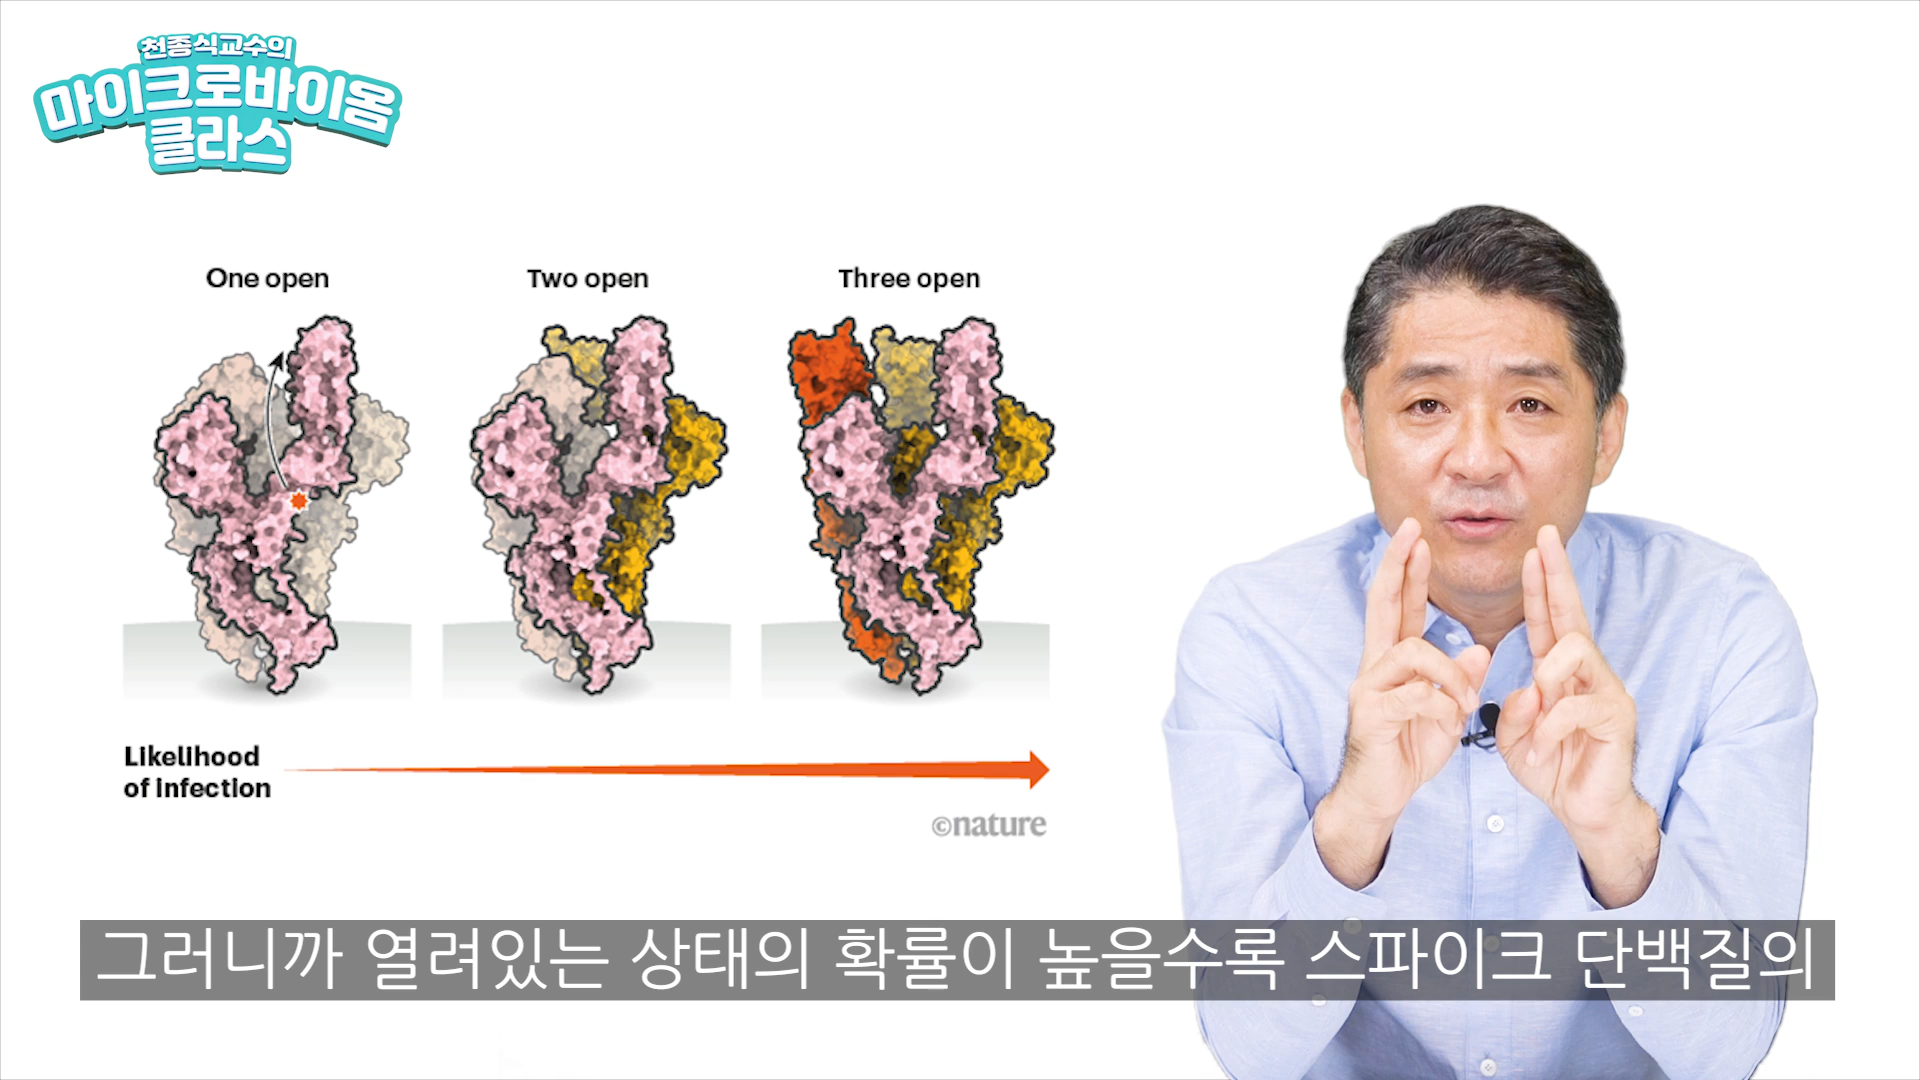 천종식교수의
마이크로바이옴
클라스
One open
Two open
Three open
Likelihood
of infection
©nature
그러니까 열려있는 상태의 확률이 높을수록 스파이크 단백질의